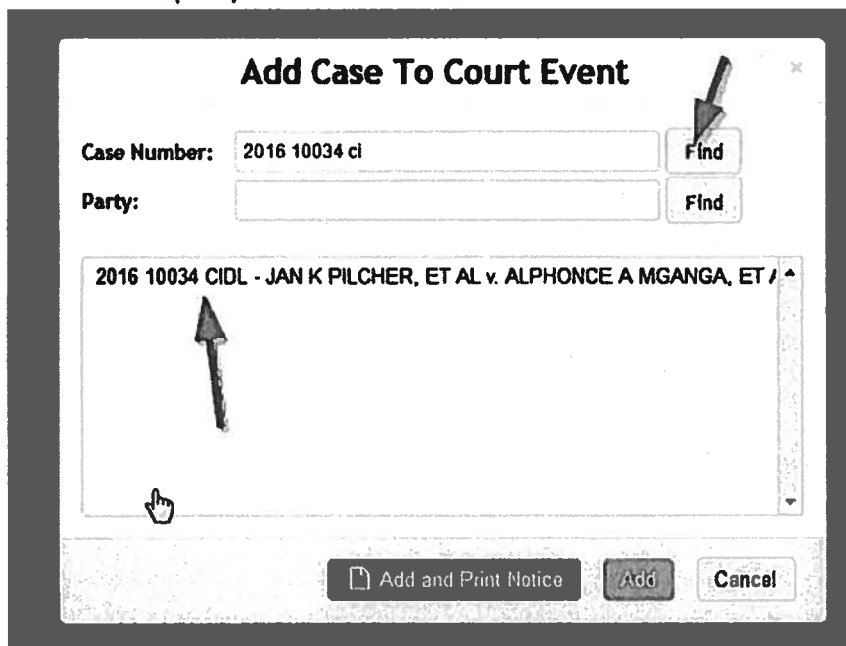 Add Case To Court Event ×
Case Number: 2016 10034 ci Find
Party: Find
2016 10034 CIDL - JAN K PILCHER, ET AL v. ALPHONCE A MGANGA, ET
Add and Print Notice Add Cancel